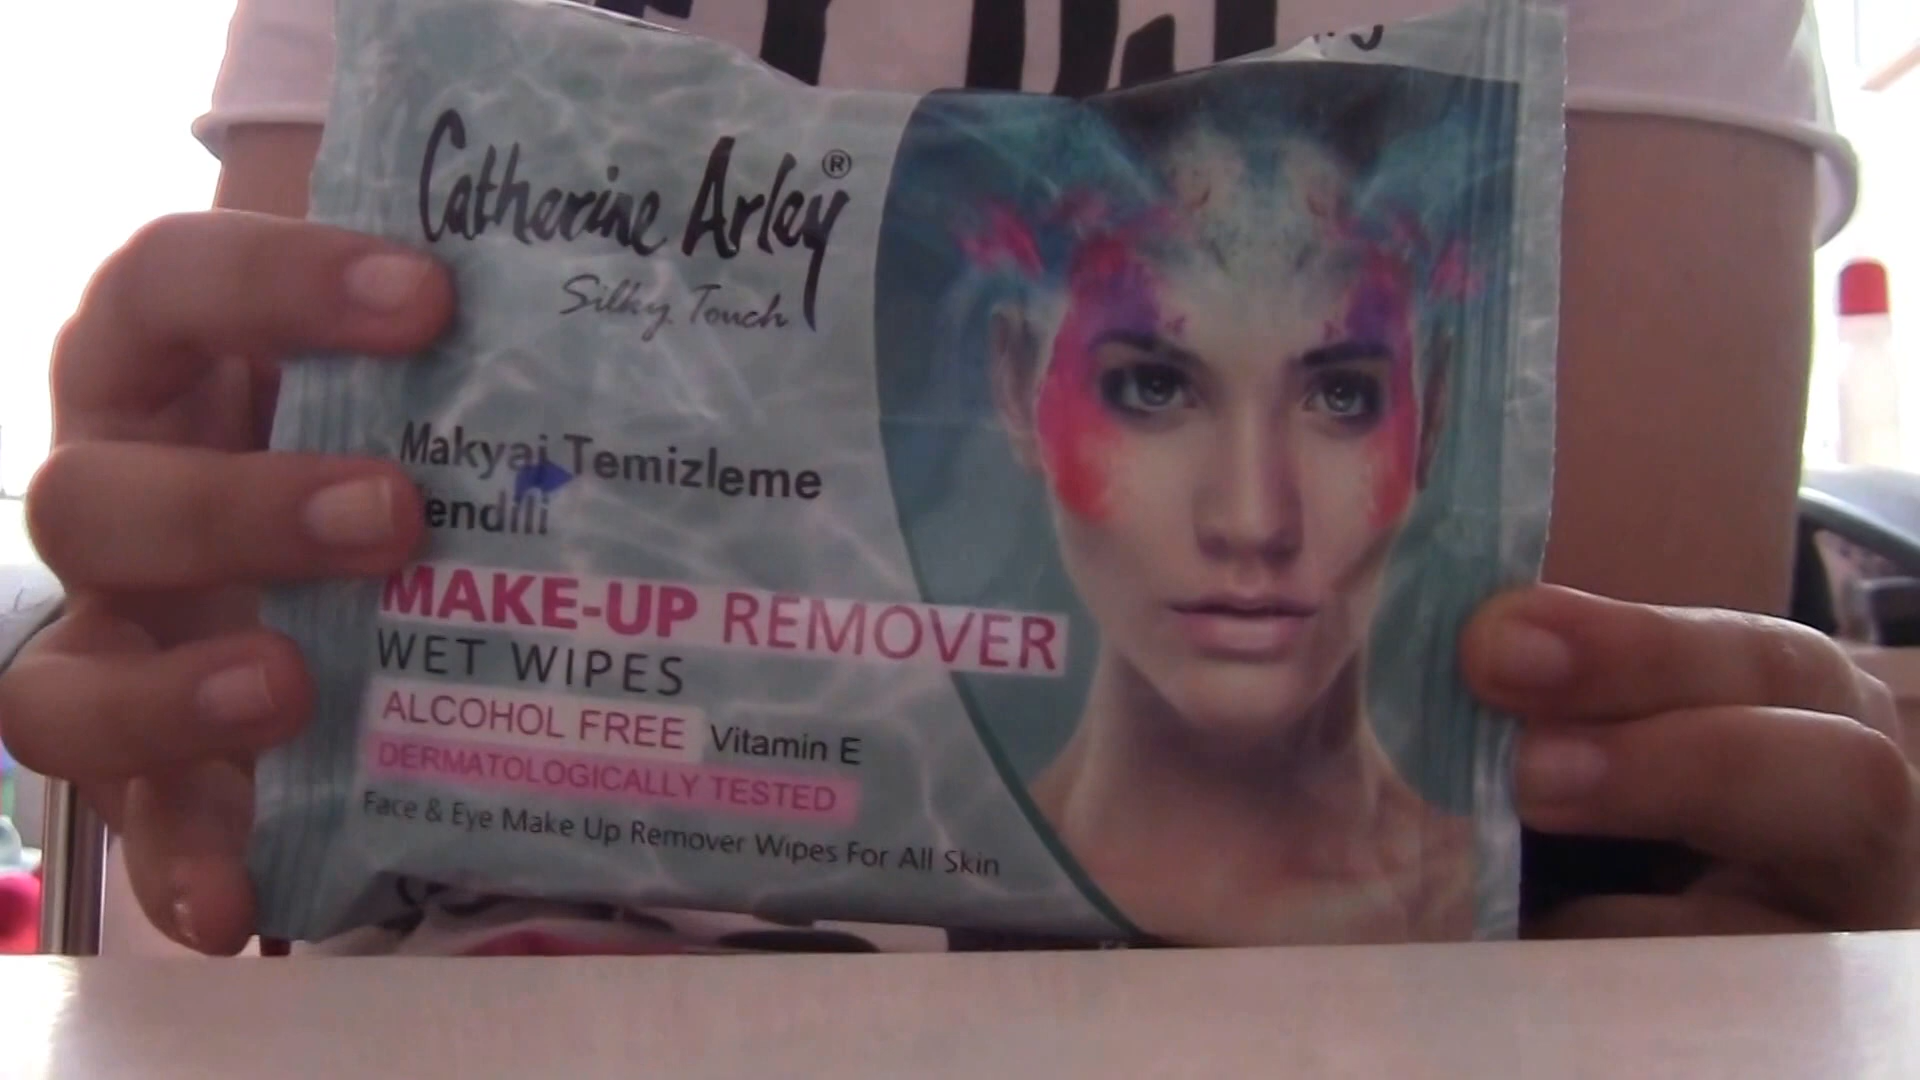 Catherine Arley®
Silky Touch
Makyaj Temizleme
endili
MAKE-UP REMOVER
WET WIPES
ALCOHOL FREE Vitamin E
DERMATOLOGICALLY TESTED
Face & Eye Make Up Remover Wipes For All Skin